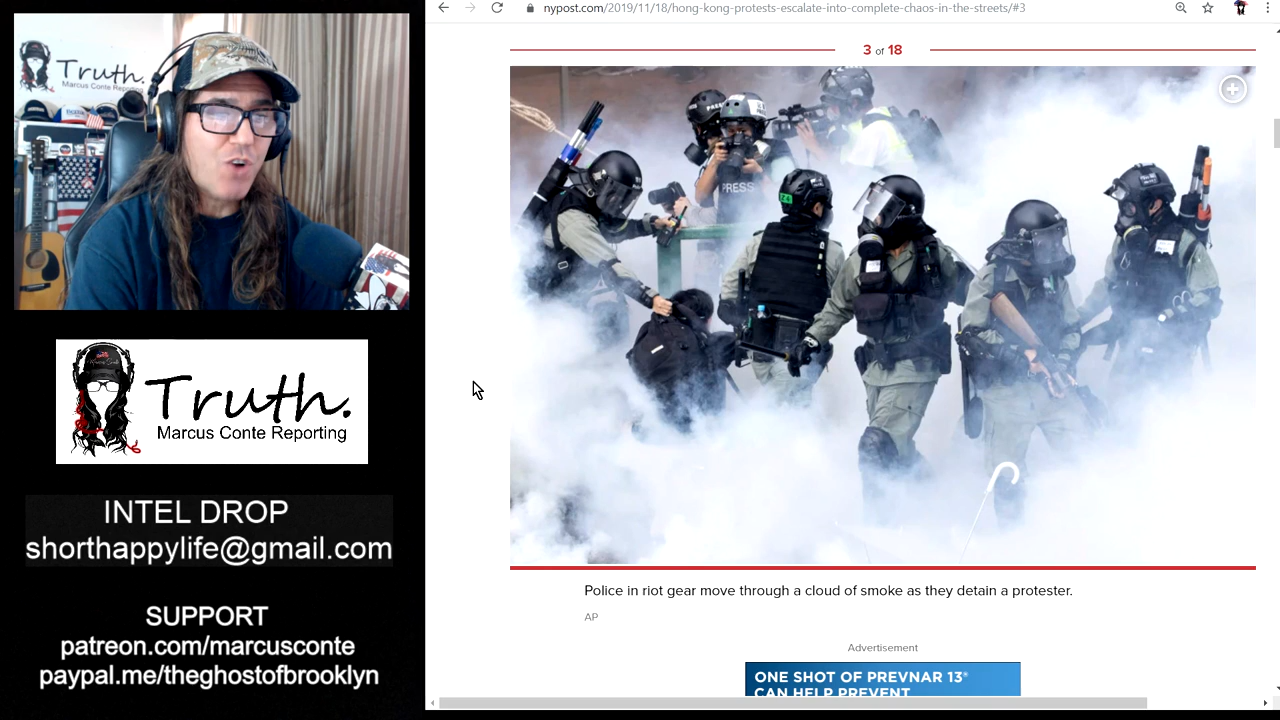 Truth.
Marcus Conte Reporting
Truth.
Marcus Conte Reporting
INTEL DROP
shorthappylife@gmail.com
SUPPORT
patreon.com/marcusconte
paypal.me/theghostofbrooklyn
nypost.com/2019/11/18/hong-kong-protests-escalate-into-complete-chaos-in-the-streets/#3
3 of 18
PRESS
Police in riot gear move through a cloud of smoke as they detain a protester.
AP
Advertisement
ONE SHOT OF PREVNAR 13®
CAN HELP PREVENT